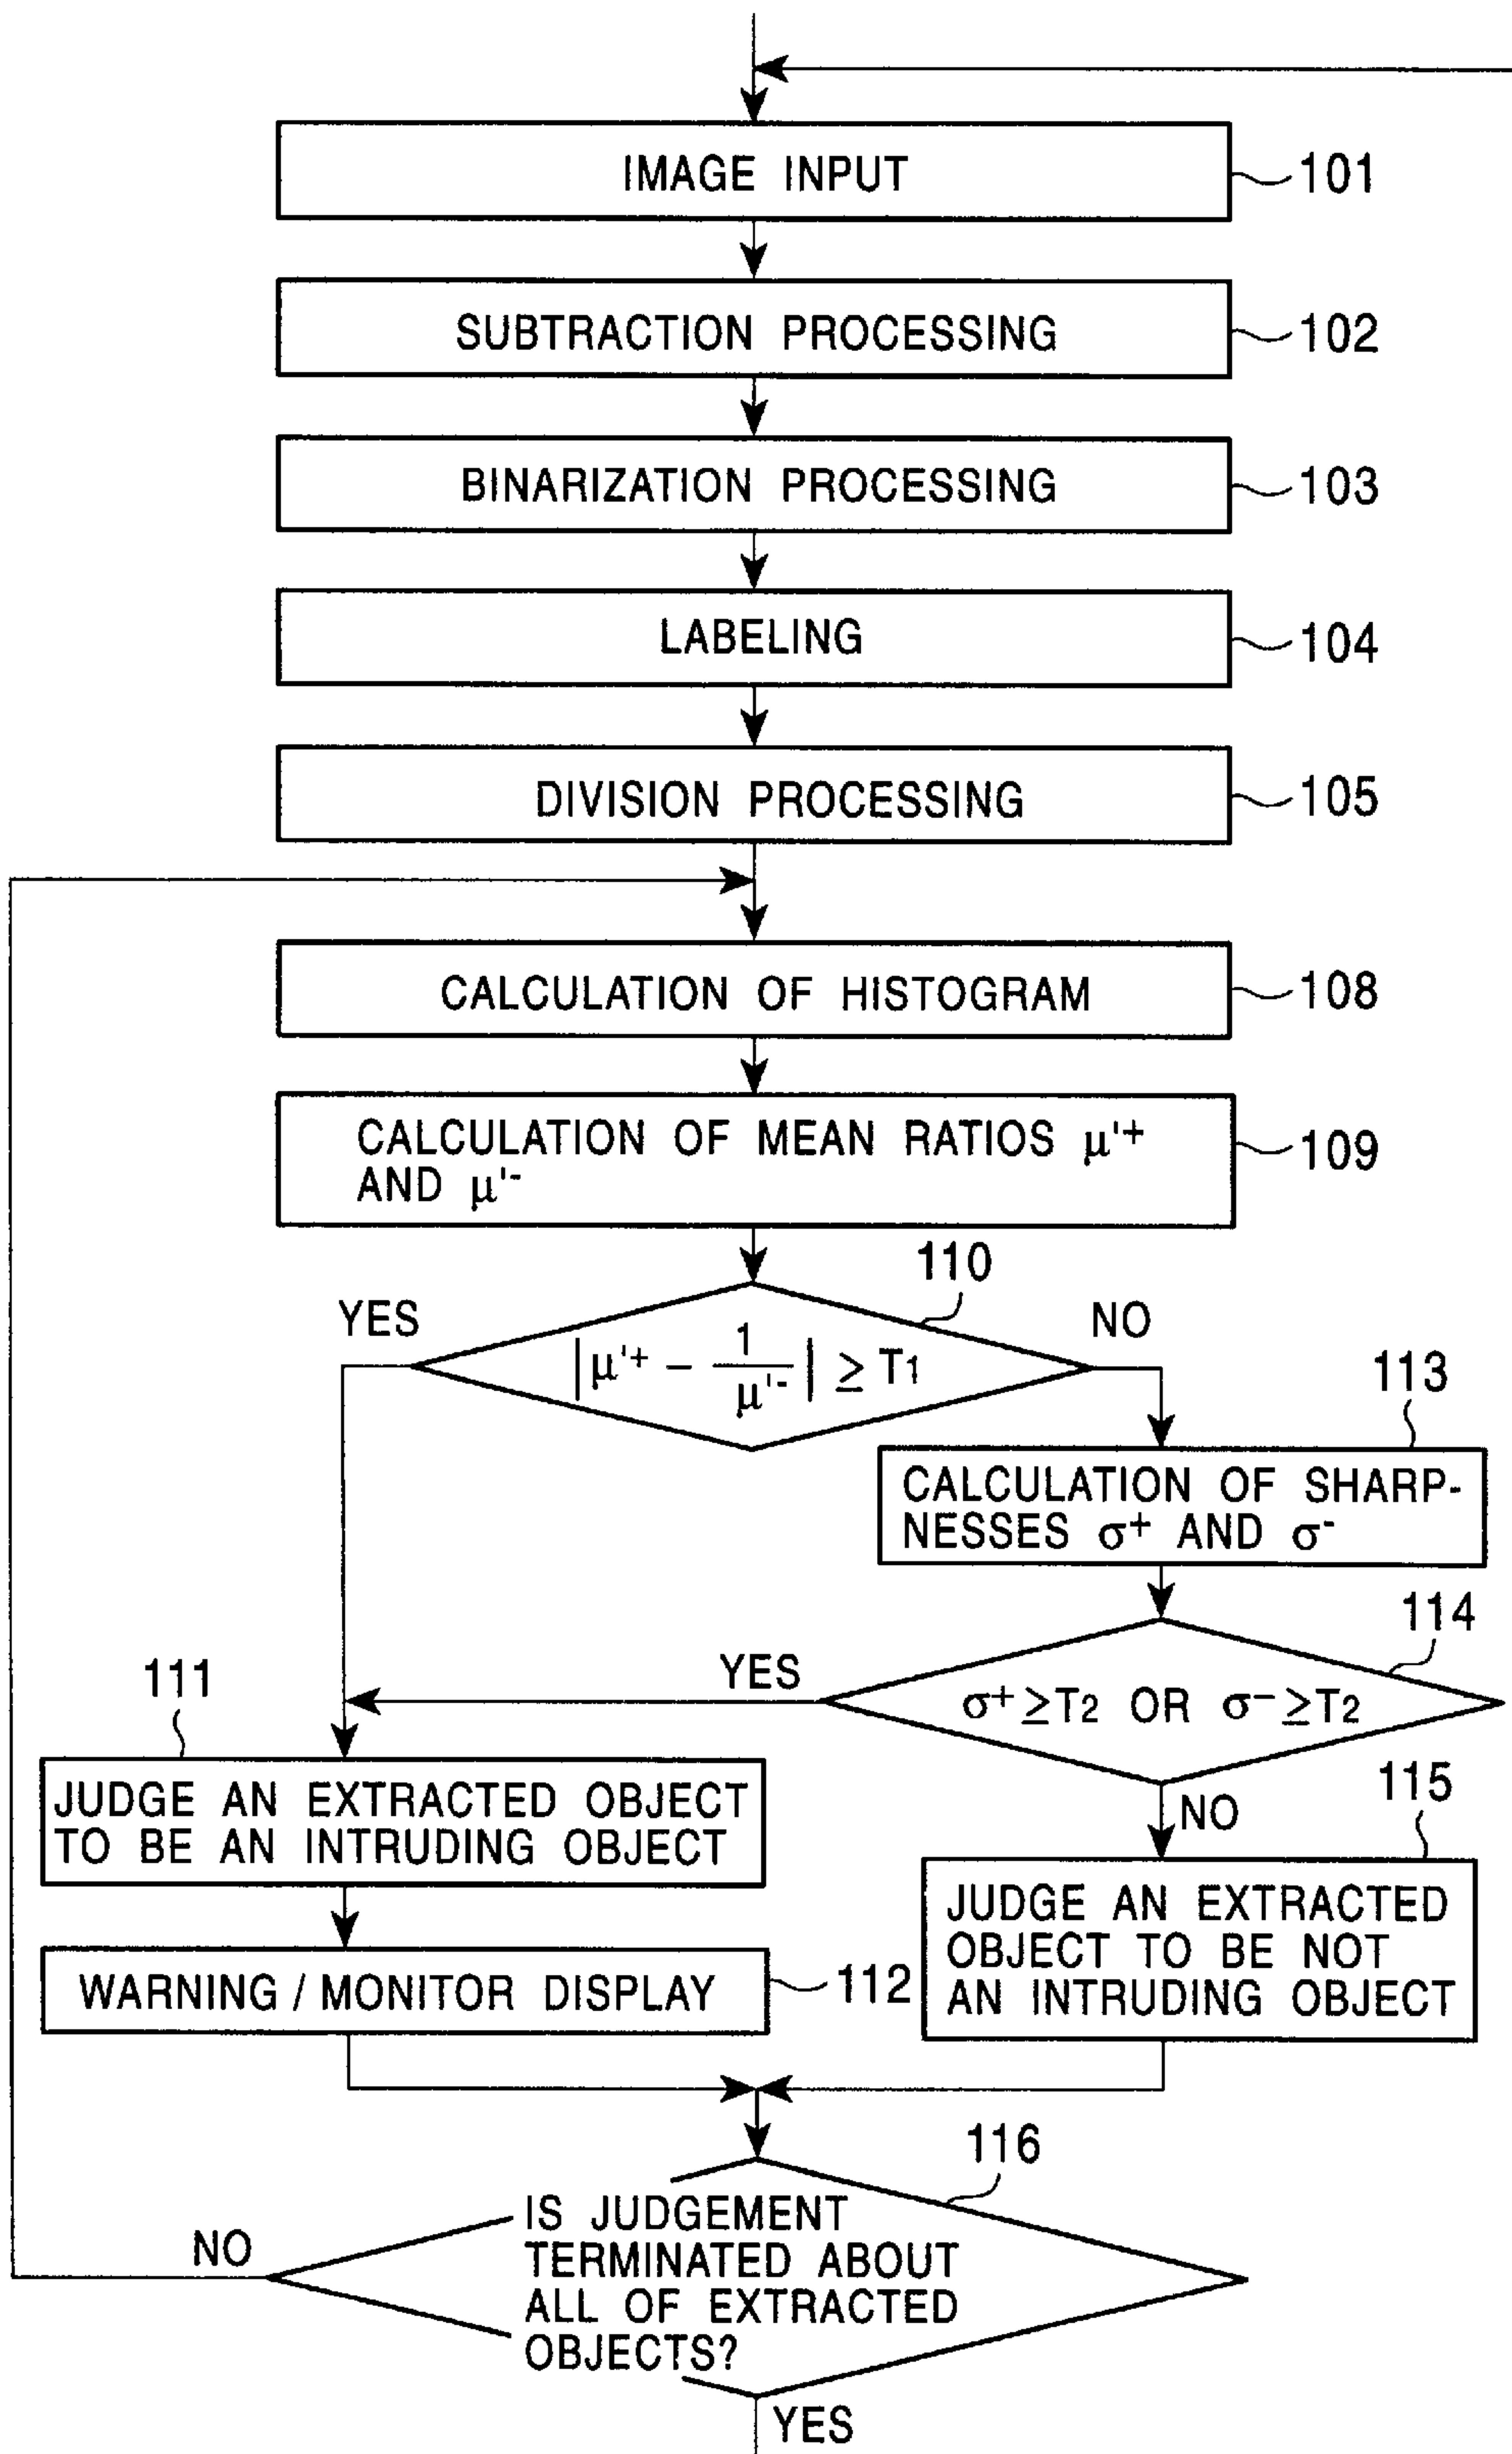 IMAGE INPUT
101
SUBTRACTION PROCESSING
102
BINARIZATION PROCESSING
103
LABELING
104
DIVISION PROCESSING
105
CALCULATION OF HISTOGRAM
108
CALCULATION OF MEAN RATIOS μ'+
AND μ'-
109
110
YES
NO
|μ'+ - 1/μ'-| ≥ T1
113
CALCULATION OF SHARP-
NESSES σ+ AND σ-
114
YES
σ+ ≥T2 OR σ- ≥T2
111
JUDGE AN EXTRACTED OBJECT
TO BE AN INTRUDING OBJECT
NO
115
JUDGE AN EXTRACTED
OBJECT TO BE NOT
AN INTRUDING OBJECT
WARNING / MONITOR DISPLAY
112
116
IS JUDGEMENT
TERMINATED ABOUT
ALL OF EXTRACTED
OBJECTS?
NO
YES